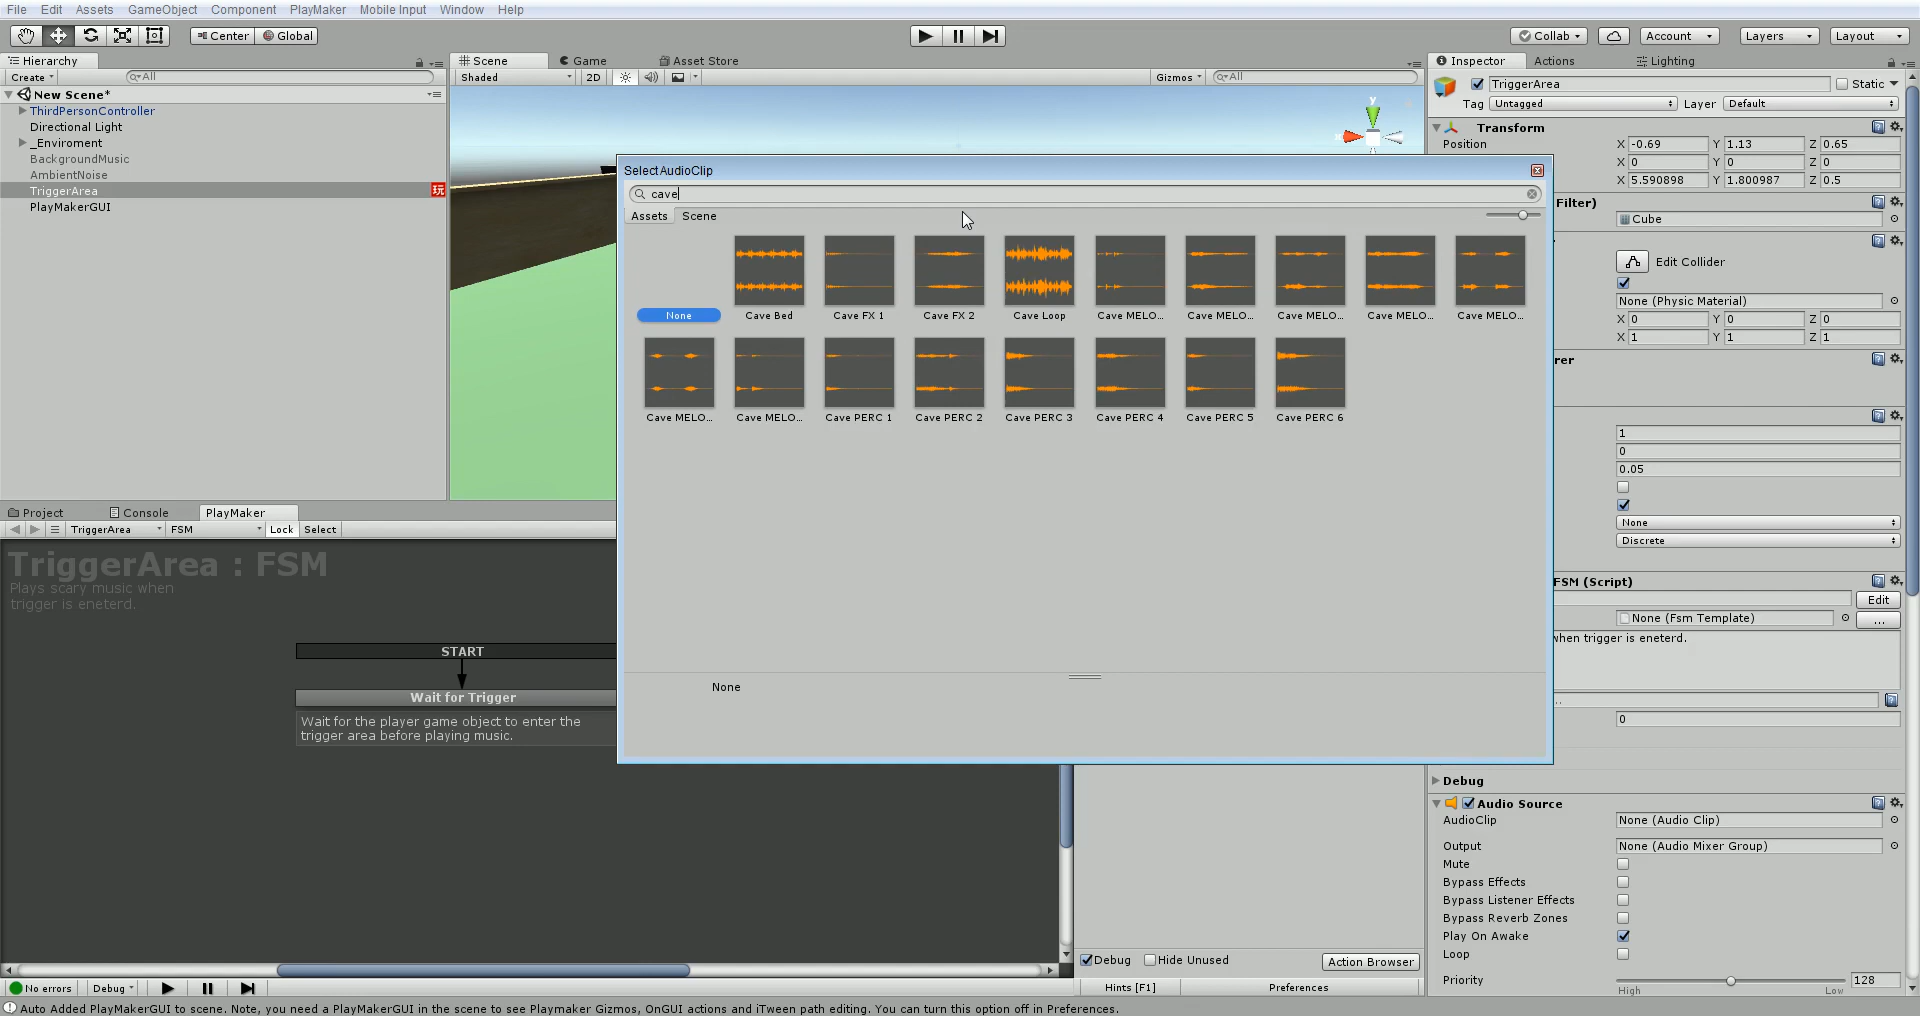 File Edit Assets GameObject Component PlayMaker Mobile Input Window Help
Center Global
Collab Account Layers Layout
Hierarchy
Create All
New Scene*
ThirdPersonController
Directional Light
_Enviroment
BackgroundMusic
AmbientNoise
TriggerArea 玩
PlayMakerGUI
Scene Game Asset Store
Shaded 2D Gizmos All
y
Select AudioClip
cave
Assets Scene
None Cave Bed Cave FX 1 Cave FX 2 Cave Loop Cave MELO... Cave MELO... Cave MELO... Cave MELO... Cave MELO...
Cave MELO... Cave MELO... Cave PERC 1 Cave PERC 2 Cave PERC 3 Cave PERC 4 Cave PERC 5 Cave PERC 6
None
Inspector Actions Lighting
TriggerArea Static
Tag Untagged Layer Default
Transform
Position X -0.69 Y 1.13 Z 0.65
X 0 Y 0 Z 0
X 5.590898 Y 1.800987 Z 0.5
Filter)
Cube
Edit Collider
None (Physic Material)
X 0 Y 0 Z 0
X 1 Y 1 Z 1
rer
1
0
0.05
None
Discrete
FSM (Script)
Edit
None (Fsm Template) ...
when trigger is eneterd.
0
Debug
Audio Source
AudioClip None (Audio Clip)
Output None (Audio Mixer Group)
Mute
Bypass Effects
Bypass Listener Effects
Bypass Reverb Zones
Play On Awake
Loop
Priority 128
High Low
Project Console PlayMaker
TriggerArea FSM Lock Select
TriggerArea : FSM
Plays scary music when
trigger is eneterd.
START
Wait for Trigger
Wait for the player game object to enter the
trigger area before playing music.
Debug Hide Unused Action Browser
No errors Debug Hints [F1] Preferences
Auto Added PlayMakerGUI to scene. Note, you need a PlayMakerGUI in the scene to see Playmaker Gizmos, OnGUI actions and iTween path editing. You can turn this option off in Preferences.